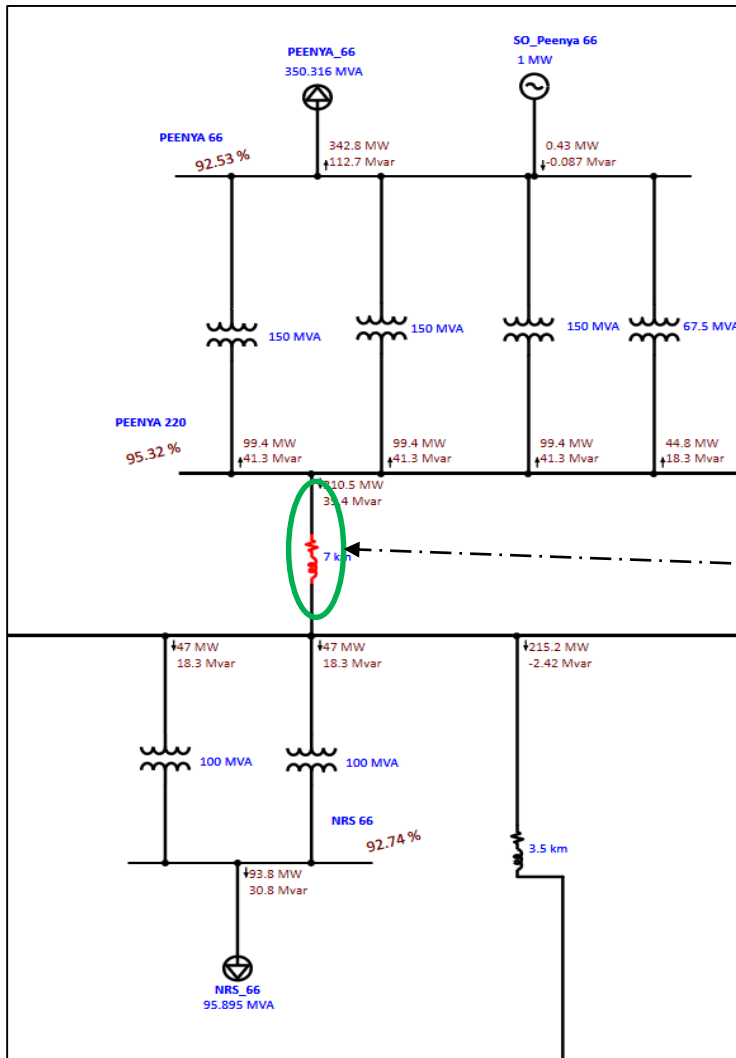 PEENYA_66
350.316 MVA
SO_Peenya 66
1 MW
PEENYA 66
92.53 %
342.8 MW
112.7 Mvar
0.43 MW
-0.087 Mvar
150 MVA
150 MVA
150 MVA
67.5 MVA
PEENYA 220
95.32 %
99.4 MW
41.3 Mvar
99.4 MW
41.3 Mvar
99.4 MW
41.3 Mvar
44.8 MW
18.3 Mvar
310.5 MW
7 km
47 MW
18.3 Mvar
47 MW
18.3 Mvar
215.2 MW
-2.42 Mvar
100 MVA
100 MVA
NRS 66
92.74 %
3.5 km
93.8 MW
30.8 Mvar
NRS_66
95.895 MVA